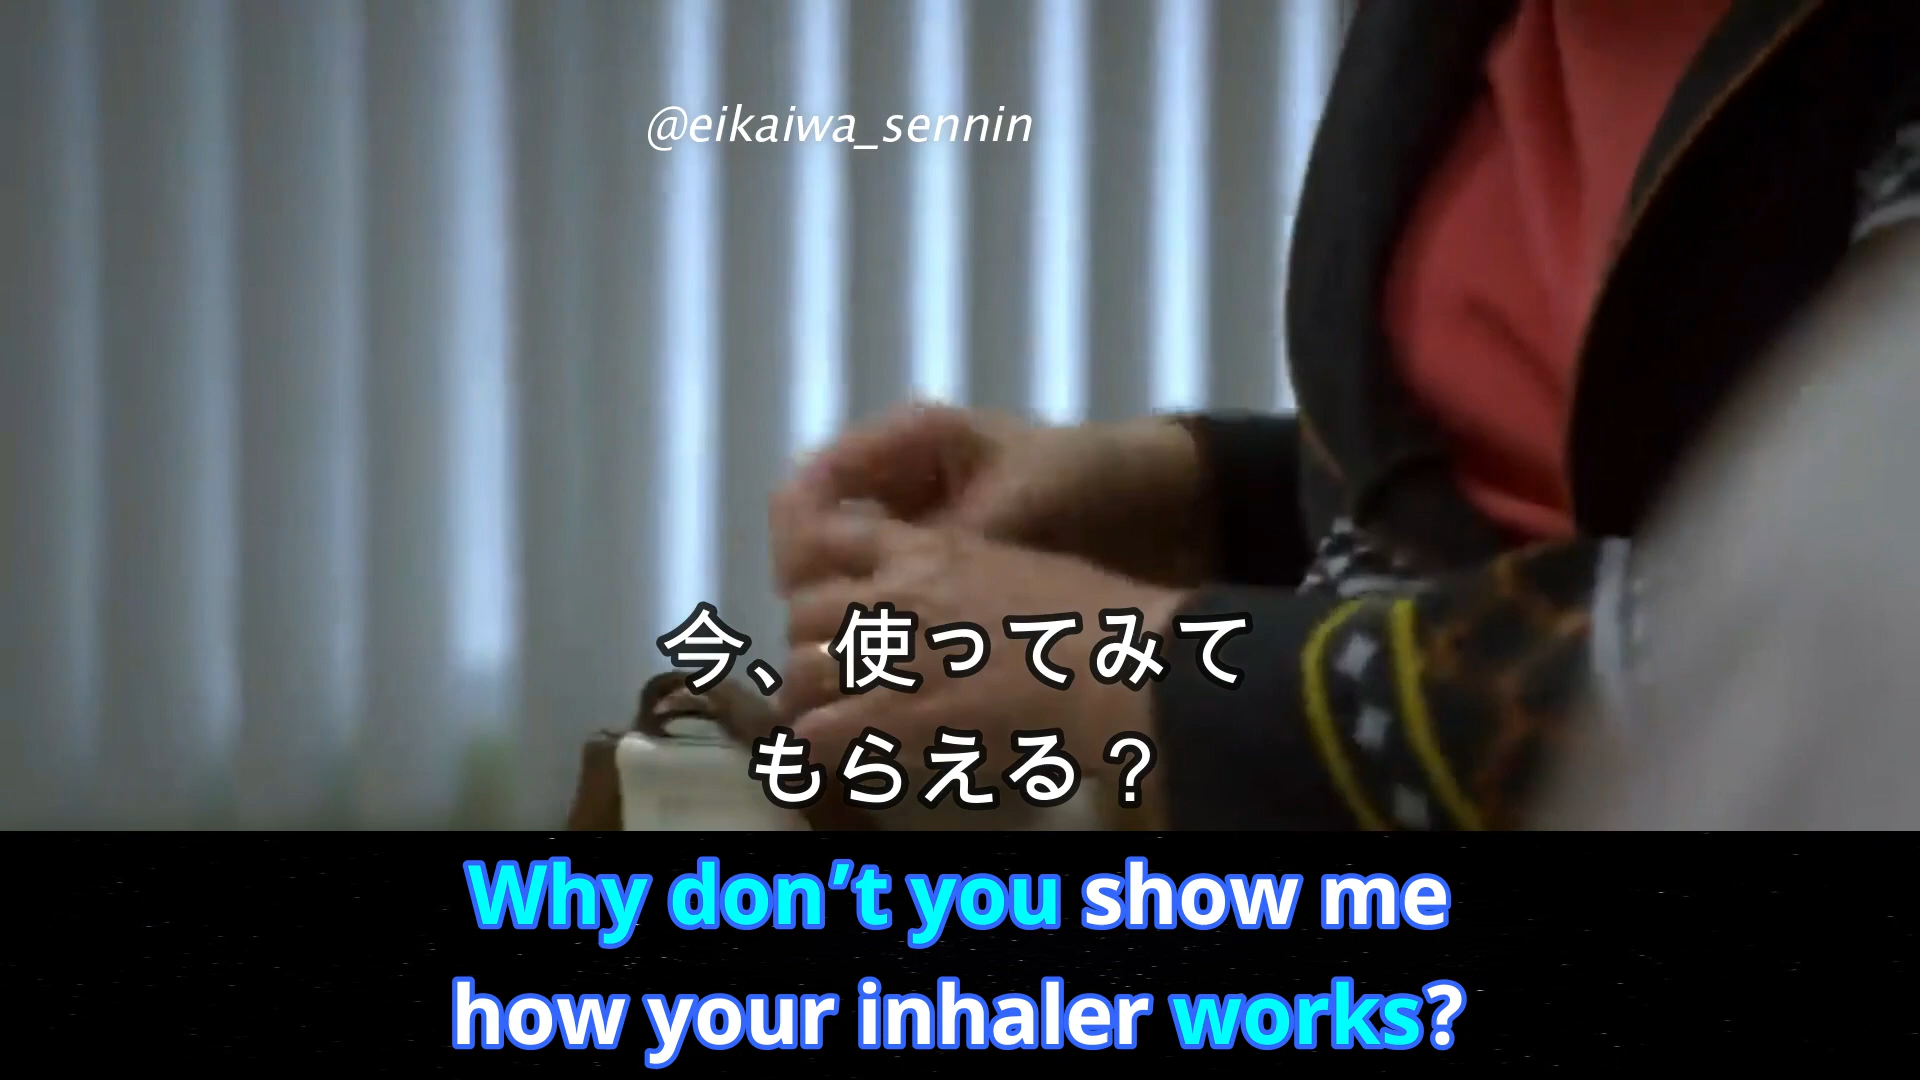 @eikaiwa_sennin
今、使ってみて
もらえる？
Why don’t you show me
how your inhaler works?